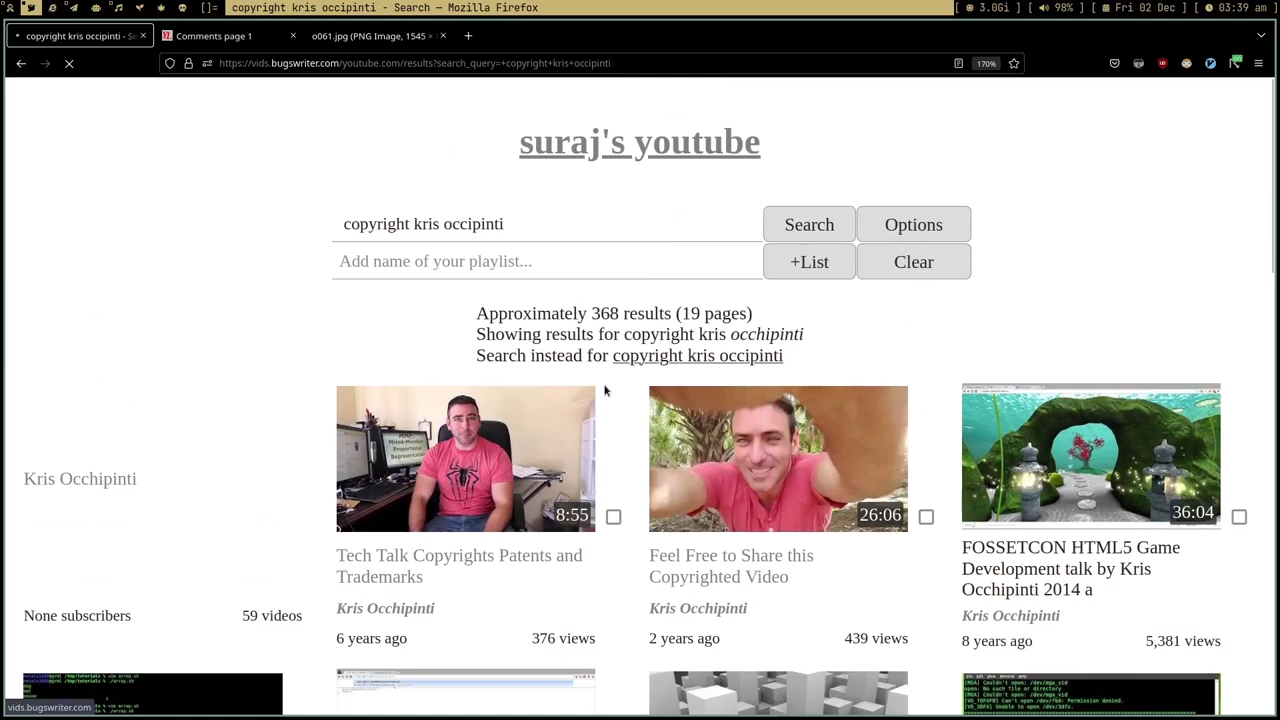 []= copyright kris occipinti - Search — Mozilla Firefox
[ 3.0Gi ] [ 98% ] [ Fri 02 Dec ] [ 03:39 am ]
copyright kris occipinti - Se
Comments page 1
o061.jpg (PNG Image, 1545 ×
https://vids.bugswriter.com/youtube.com/results?search_query=+copyright+kris+occipinti
170%
suraj's youtube
copyright kris occipinti
Search
Options
Add name of your playlist...
+List
Clear
Approximately 368 results (19 pages)
Showing results for copyright kris occhipinti
Search instead for copyright kris occipinti
Kris Occhipinti
None subscribers
59 videos
8:55
Tech Talk Copyrights Patents and
Trademarks
Kris Occhipinti
6 years ago
376 views
26:06
Feel Free to Share this
Copyrighted Video
Kris Occhipinti
2 years ago
439 views
36:04
FOSSETCON HTML5 Game
Development talk by Kris
Occhipinti 2014 a
Kris Occhipinti
8 years ago
5,381 views
vids.bugswriter.com